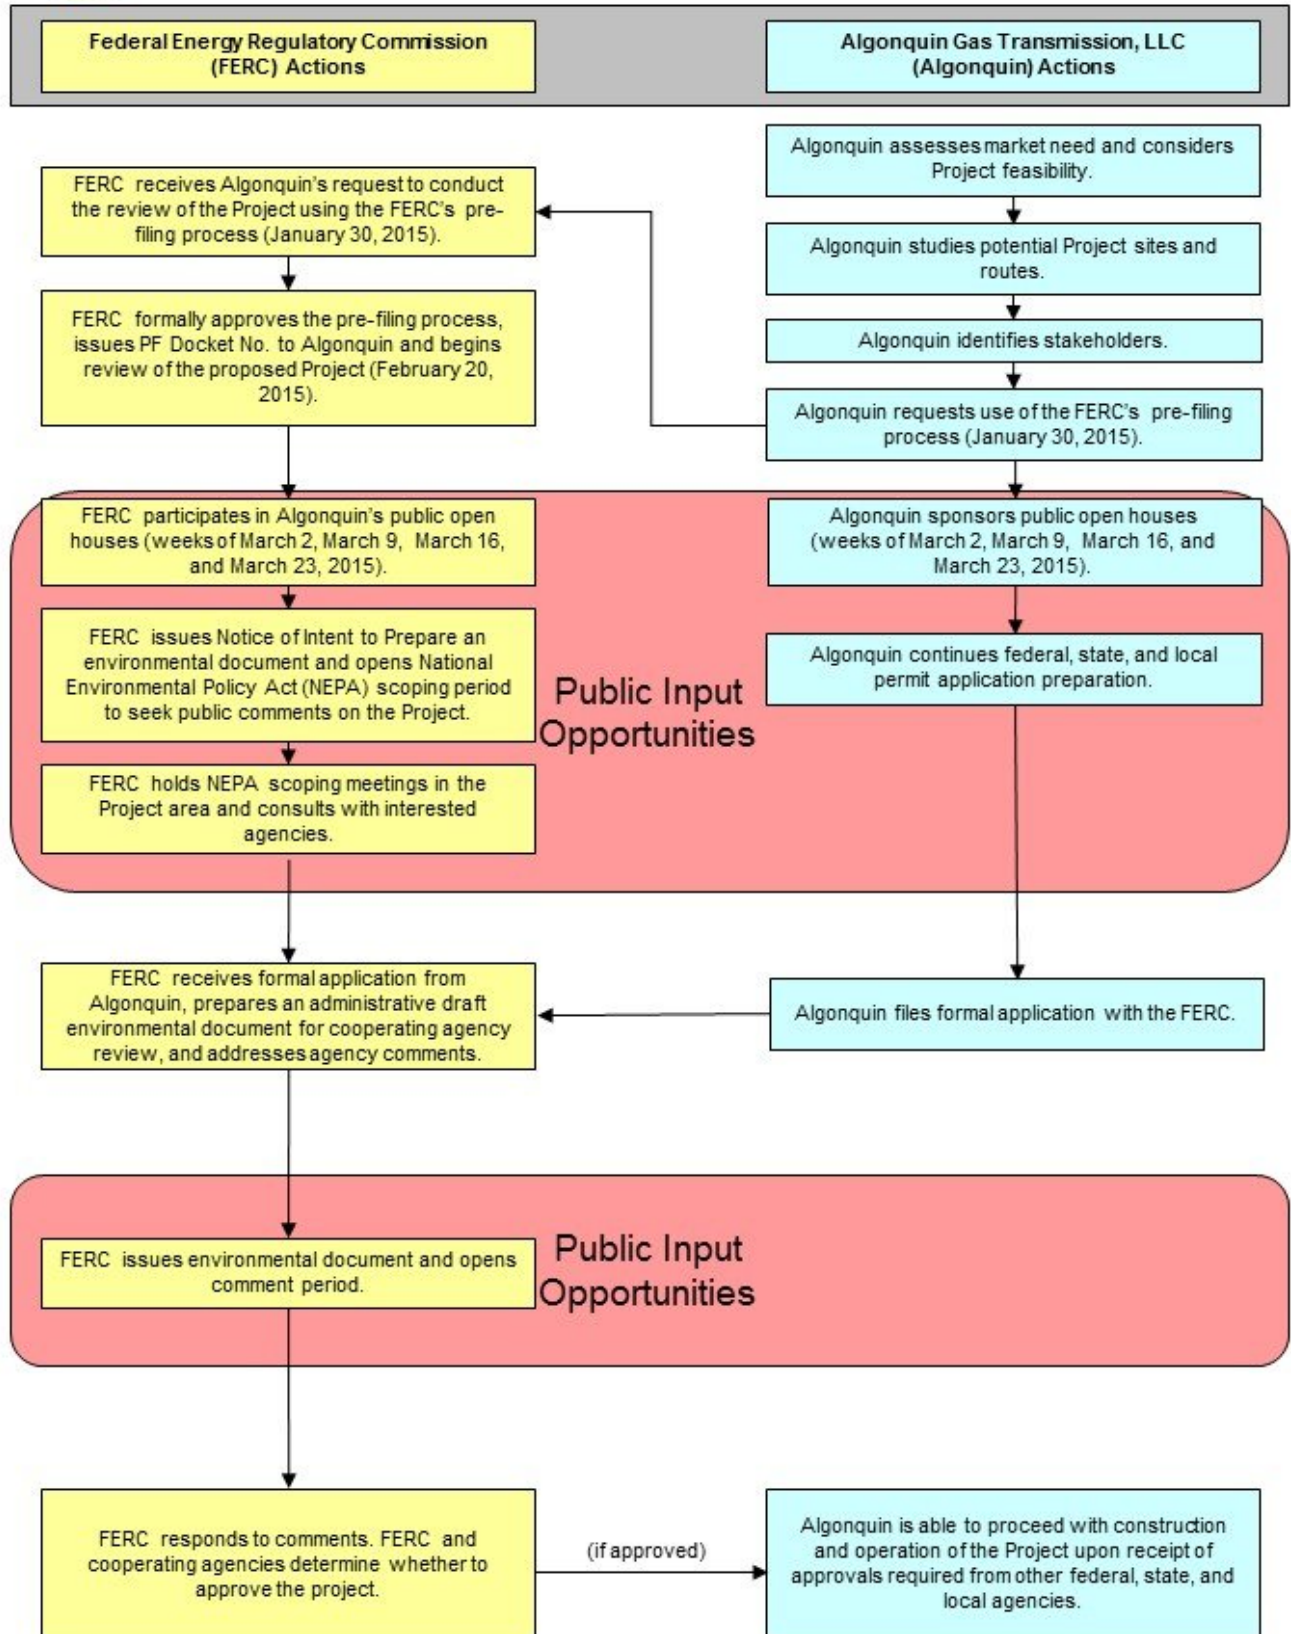 Federal Energy Regulatory Commission
(FERC) Actions
Algonquin Gas Transmission, LLC
(Algonquin) Actions
Algonquin assesses market need and considers
Project feasibility.
FERC receives Algonquin's request to conduct
the review of the Project using the FERC's pre-
filing process (January 30, 2015).
Algonquin studies potential Project sites and
routes.
FERC formally approves the pre-filing process,
issues PF Docket No. to Algonquin and begins
review of the proposed Project (February 20,
2015).
Algonquin identifies stakeholders.
Algonquin requests use of the FERC's pre-filing
process (January 30, 2015).
FERC participates in Algonquin's public open
houses (weeks of March 2, March 9, March 16,
and March 23, 2015).
Algonquin sponsors public open houses
(weeks of March 2, March 9, March 16, and
March 23, 2015).
FERC issues Notice of Intent to Prepare an
environmental document and opens National
Environmental Policy Act (NEPA) scoping period
to seek public comments on the Project.
Public Input
Opportunities
Algonquin continues federal, state, and local
permit application preparation.
FERC holds NEPA scoping meetings in the
Project area and consults with interested
agencies.
FERC receives formal application from
Algonquin, prepares an administrative draft
environmental document for cooperating agency
review, and addresses agency comments.
Algonquin files formal application with the FERC.
FERC issues environmental document and opens
comment period.
Public Input
Opportunities
FERC responds to comments. FERC and
cooperating agencies determine whether to
approve the project.
(if approved)
Algonquin is able to proceed with construction
and operation of the Project upon receipt of
approvals required from other federal, state, and
local agencies.